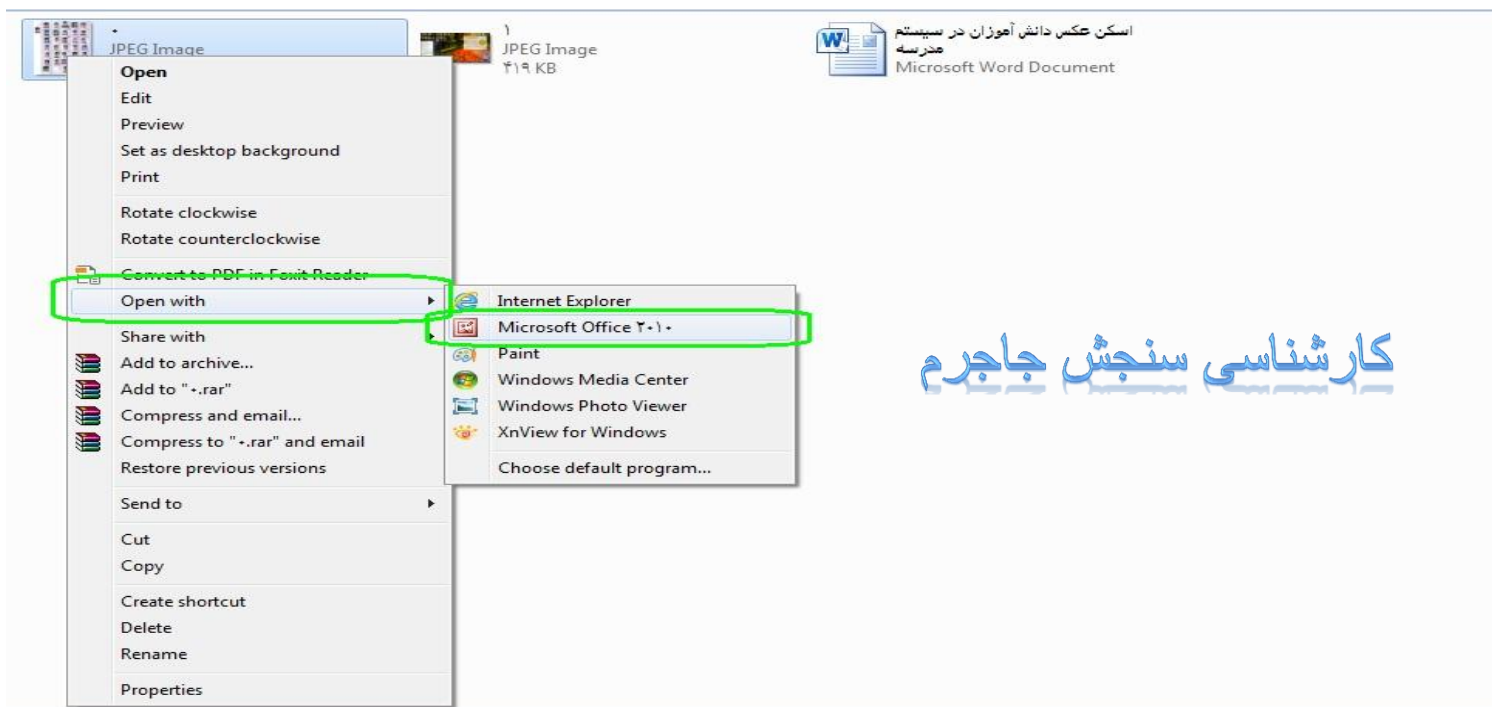 ۰
JPEG Image
۱
JPEG Image
۴۱۹ KB
اسکن عکس دانش آموزان در سیستم
مدرسه
Microsoft Word Document
Open
Edit
Preview
Set as desktop background
Print
Rotate clockwise
Rotate counterclockwise
Convert to PDF in Foxit Reader
Open with
Share with
Add to archive...
Add to "۰.rar"
Compress and email...
Compress to "۰.rar" and email
Restore previous versions
Send to
Cut
Copy
Create shortcut
Delete
Rename
Properties
Internet Explorer
Microsoft Office ۲۰۱۰
Paint
Windows Media Center
Windows Photo Viewer
XnView for Windows
Choose default program...
کارشناسی سنجش جاجرم